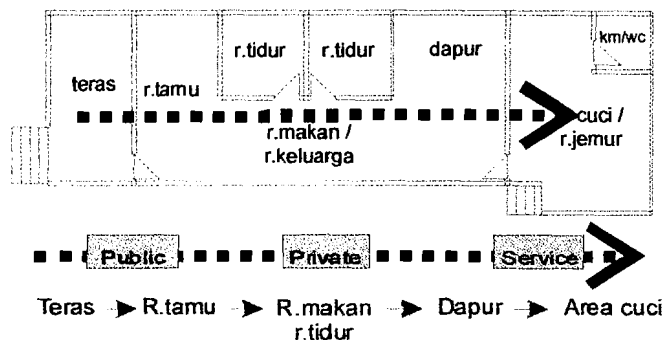 km/wc
r.tidur r.tidur dapur
teras r.tamu
cuci /
r.jemur
r.makan /
r.keluarga
Public Private Service
Teras R.tamu R.makan Dapur Area cuci
r.tidur